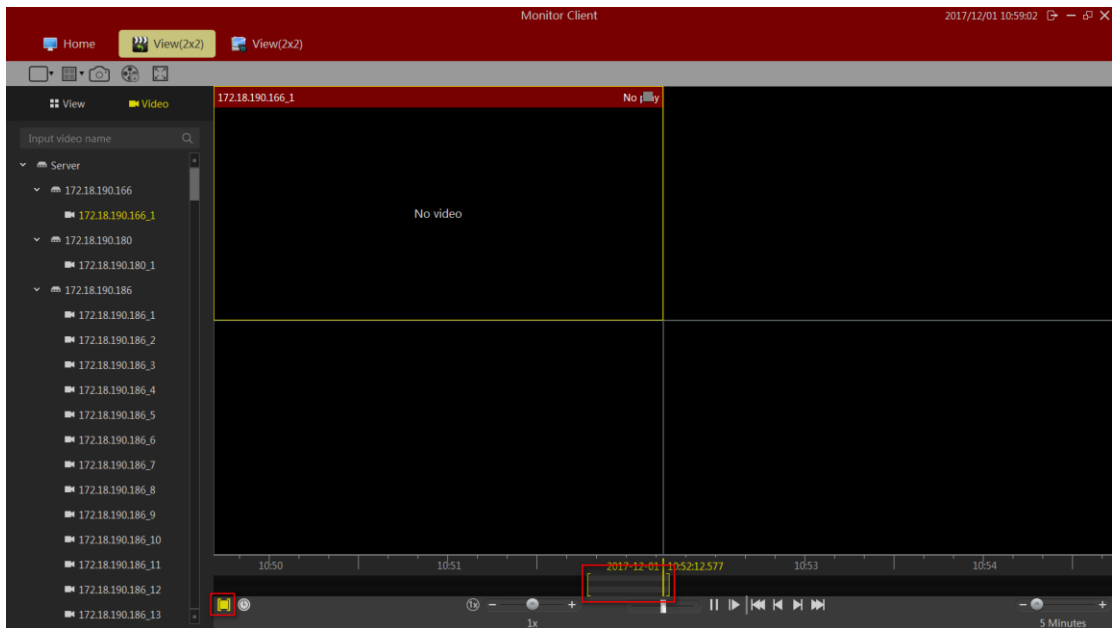 Monitor Client
2017/12/01 10:59:02
Home
View(2x2)
View(2x2)
View
Video
Input video name
Server
172.18.190.166
172.18.190.166_1
172.18.190.180
172.18.190.180_1
172.18.190.186
172.18.190.186_1
172.18.190.186_2
172.18.190.186_3
172.18.190.186_4
172.18.190.186_5
172.18.190.186_6
172.18.190.186_7
172.18.190.186_8
172.18.190.186_9
172.18.190.186_10
172.18.190.186_11
172.18.190.186_12
172.18.190.186_13
172.18.190.166_1
No
No video
10:50
10:51
2017-12-01 10:52:12.577
10:53
10:54
1x
1x
5 Minutes